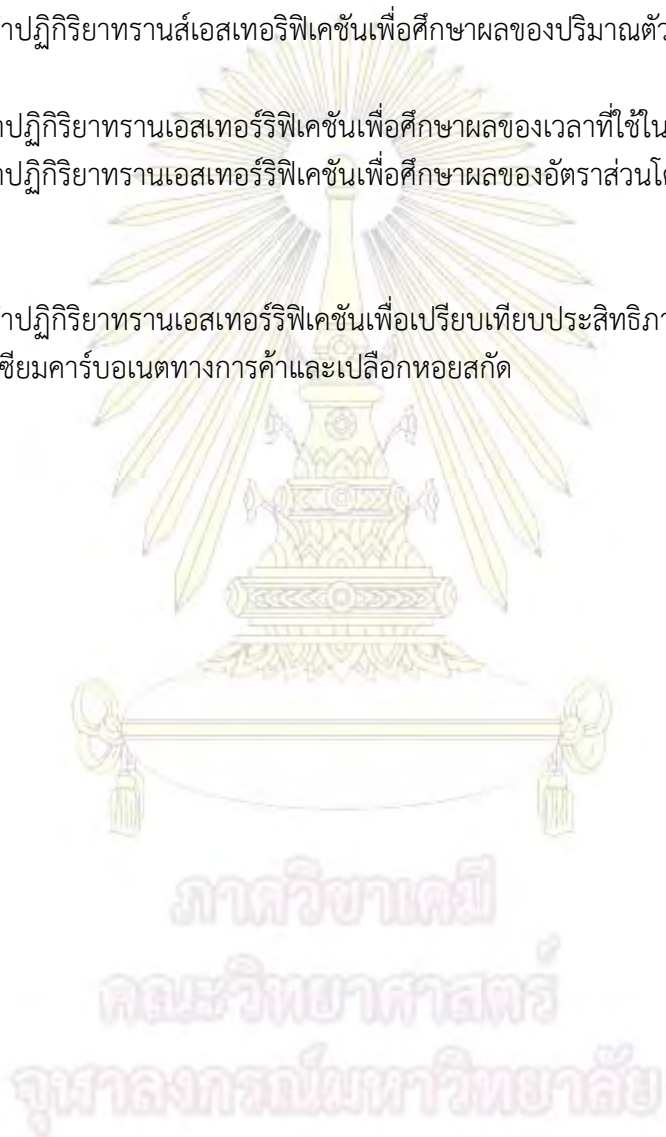 ปฏิกิริยาทรานส์เอสเทอริฟิเคชันเพื่อศึกษาผลของปริมาณตัว
ปฏิกิริยาทรานเอสเทอร์ริฟิเคชันเพื่อศึกษาผลของเวลาที่ใช้ใน
ปฏิกิริยาทรานเอสเทอร์ริฟิเคชันเพื่อศึกษาผลของอัตราส่วนโด
ปฏิกิริยาทรานเอสเทอร์ริฟิเคชันเพื่อเปรียบเทียบประสิทธิภา
เซียมคาร์บอเนตทางการค้าและเปลือกหอยสกัด
ภาควิชาเคมี
คณะวิทยาศาสตร์
จุฬาลงกรณ์มหาวิทยาลัย